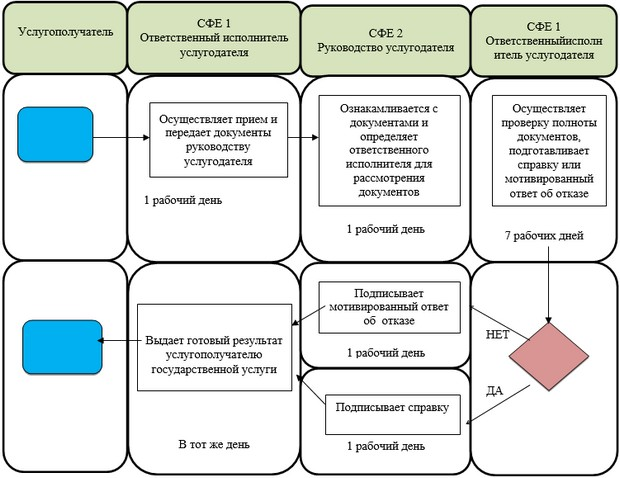 Услугополучатель
СФЕ 1
Ответственный исполнитель
услугодателя
СФЕ 2
Руководство услугодателя
СФЕ 1
Ответственныйисполн
итель услугодателя
Осуществляет прием и
передает документы
руководству
услугодателя
1 рабочий день
Ознакамливается с
документами и
определяет
ответственного
исполнителя для
рассмотрения
документов
1 рабочий день
Осуществляет
проверку полноты
документов,
подготавливает
справку или
мотивированный
ответ об отказе
7 рабочих дней
Выдает готовый результат
услугополучателю
государственной услуги
В тот же день
Подписывает
мотивированный ответ
об отказе
1 рабочий день
НЕТ
ДА
Подписывает справку
1 рабочий день